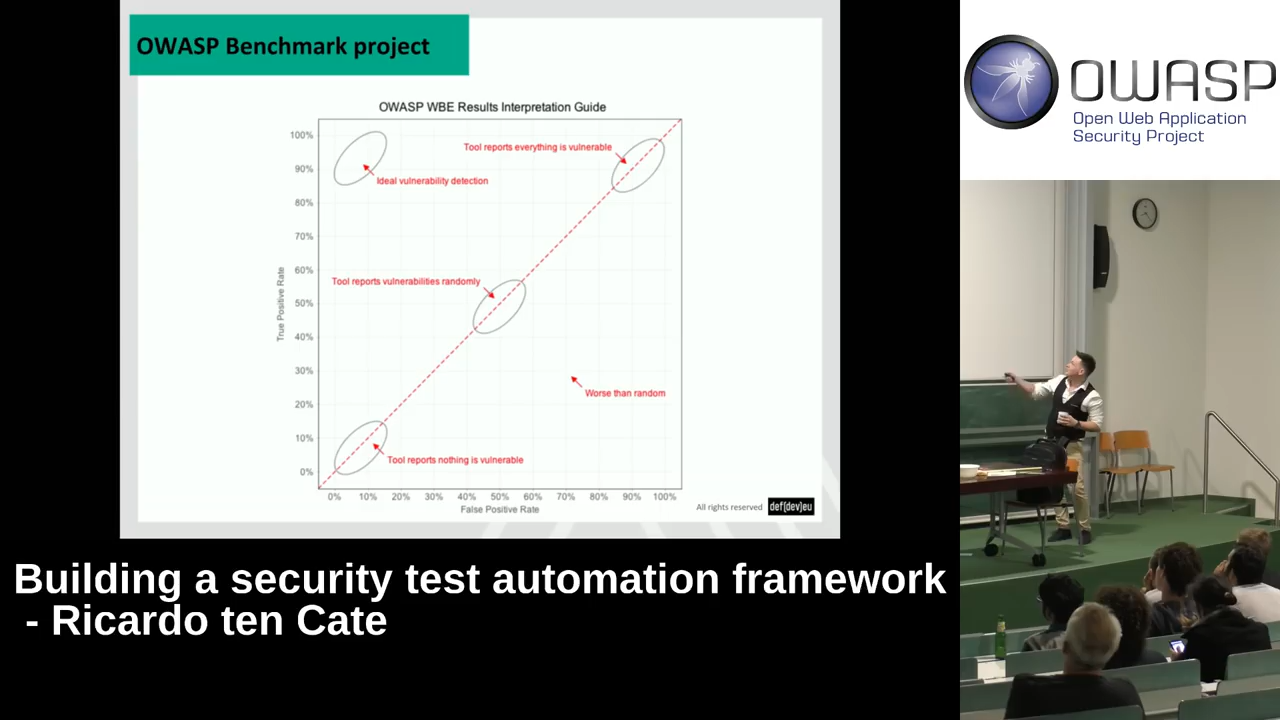 OWASP Benchmark project
OWASP WBE Results Interpretation Guide
100%
90%
80%
70%
60%
50%
40%
30%
20%
10%
0%
True Positive Rate
Tool reports everything is vulnerable
Ideal vulnerability detection
Tool reports vulnerabilities randomly
Worse than random
Tool reports nothing is vulnerable
0% 10% 20% 30% 40% 50% 60% 70% 80% 90% 100%
False Positive Rate
All rights reserved def[dev]eu
OWASP
Open Web Application
Security Project
Building a security test automation framework
- Ricardo ten Cate